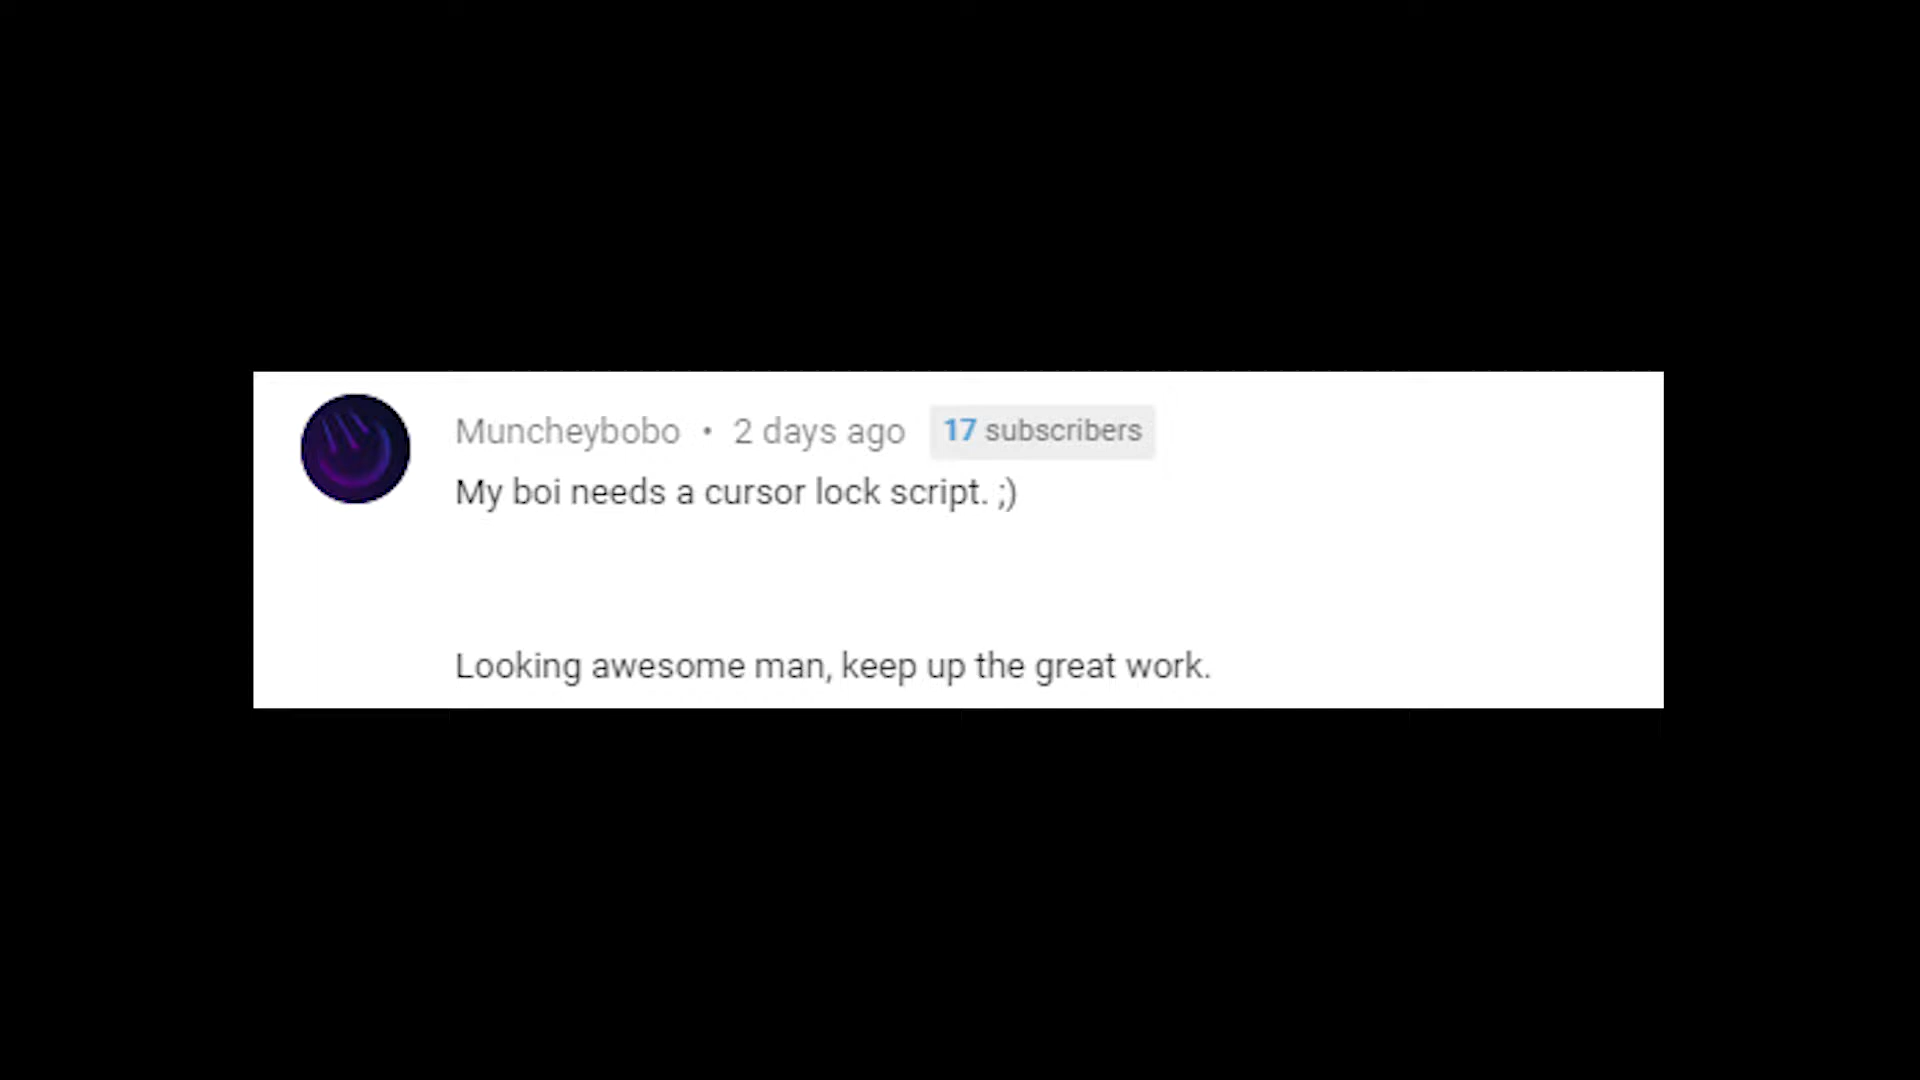 Muncheybobo • 2 days ago 17 subscribers
My boi needs a cursor lock script. ;)
Looking awesome man, keep up the great work.